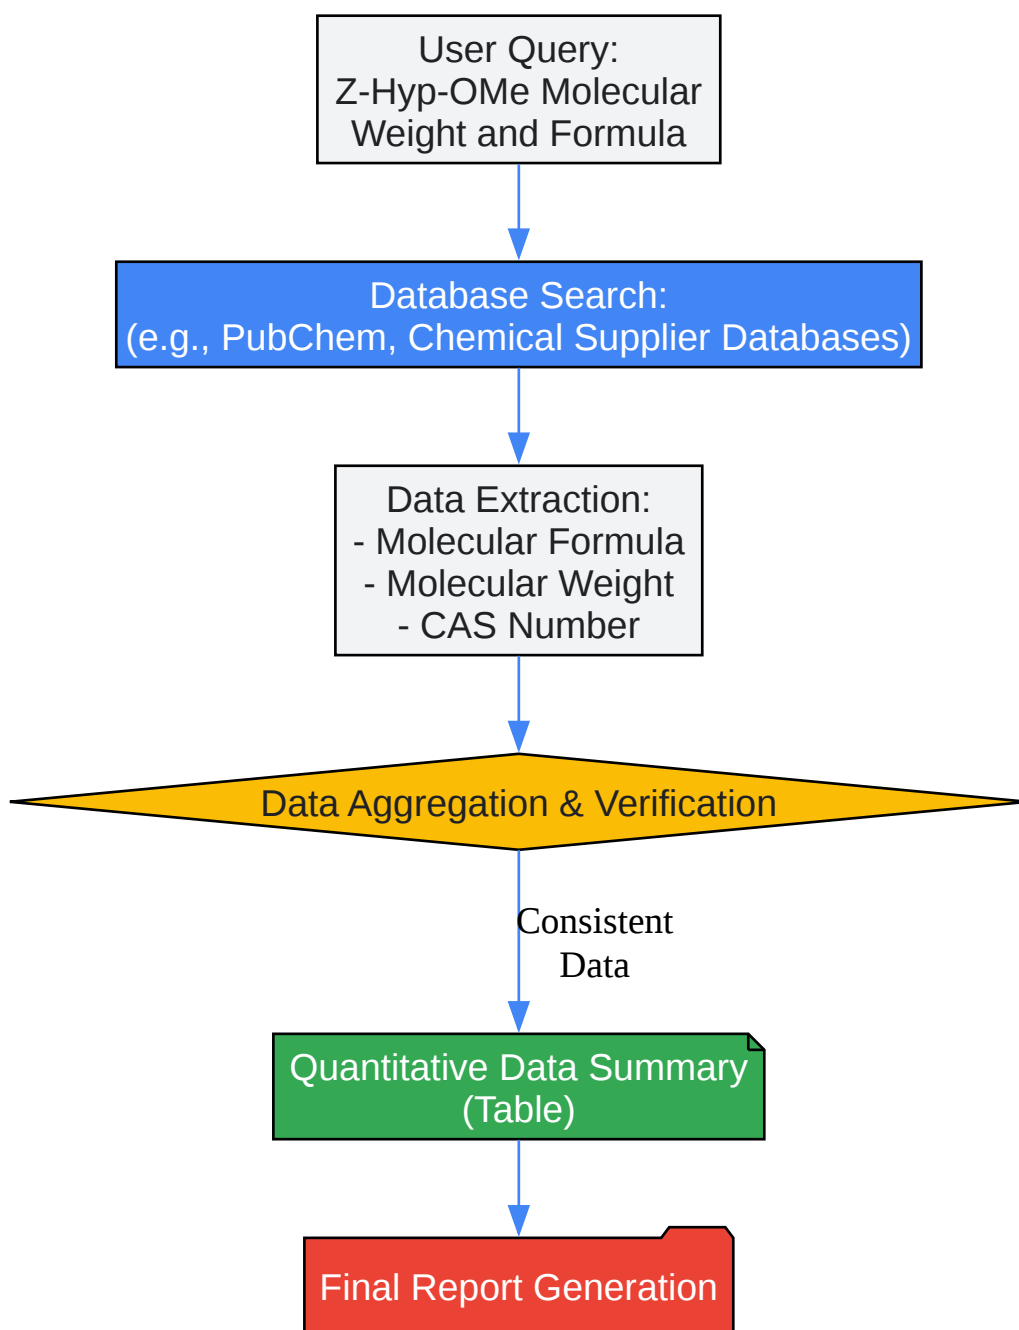 User Query:
Z-Hyp-OMe Molecular
Weight and Formula
Database Search:
(e.g., PubChem, Chemical Supplier Databases)
Data Extraction:
- Molecular Formula
- Molecular Weight
- CAS Number
Data Aggregation & Verification
Consistent
Data
Quantitative Data Summary
(Table)
Final Report Generation